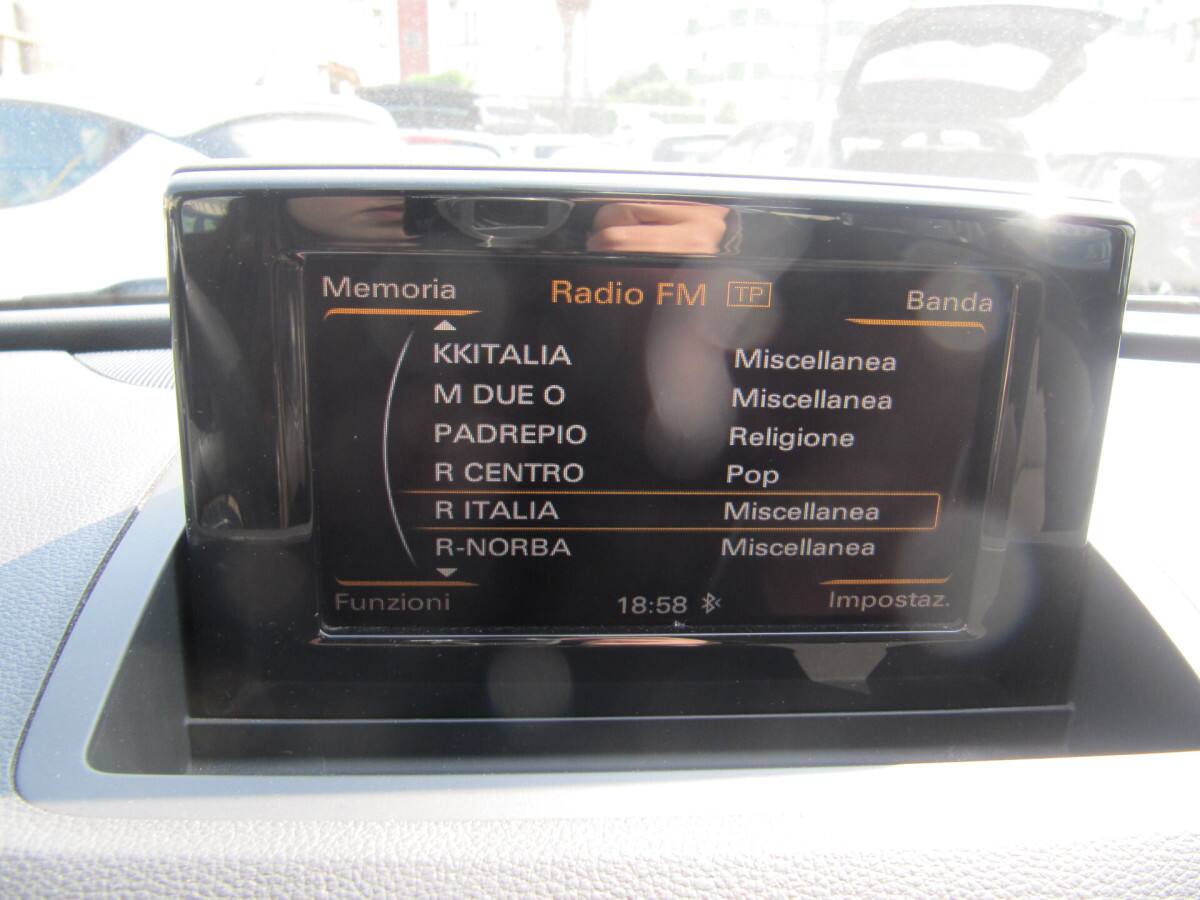 Memoria Radio FM TP Banda
KKITALIA Miscellanea
M DUE O Miscellanea
PADREPIO Religione
R CENTRO Pop
R ITALIA Miscellanea
R-NORBA Miscellanea
Funzioni 18:58 Impostaz.